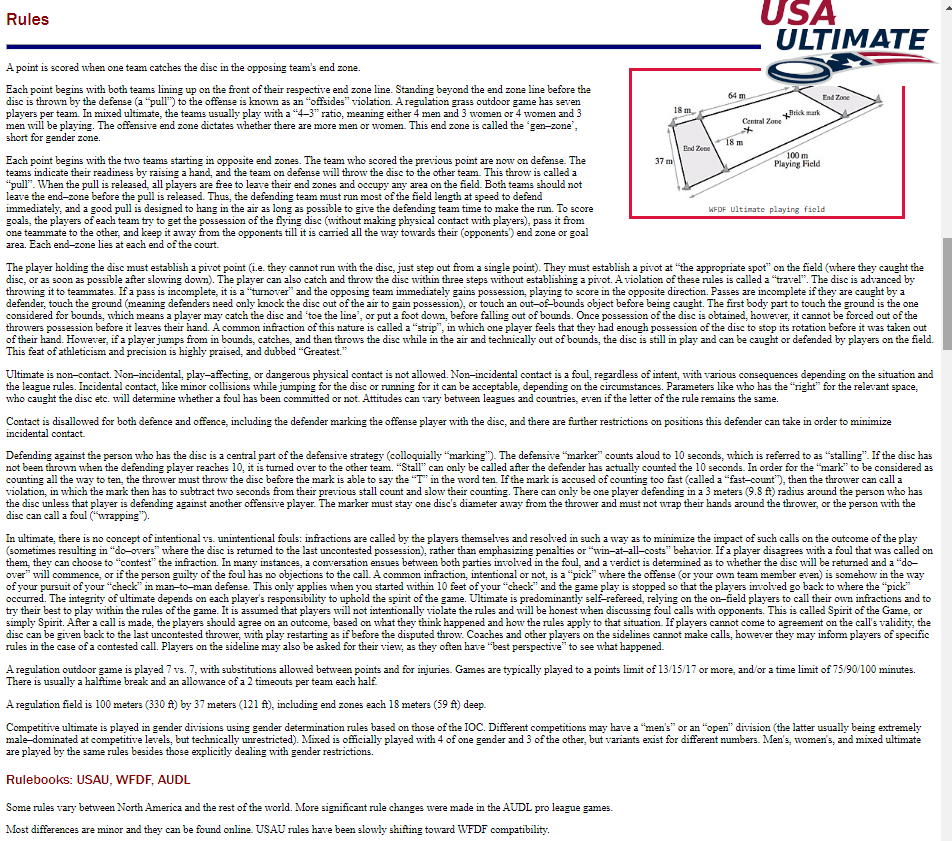 Rules
USA
ULTIMATE
A point is scored when one team catches the disc in the opposing team's end zone.
Each point begins with both teams lining up on the front of their respective end zone line. Standing beyond the end zone line before the
disc is thrown by the defense (a “pull”) to the offense is known as an “offsides” violation. A regulation grass outdoor game has seven
players per team. In mixed ultimate, the teams usually play with a “4–3” ratio, meaning either 4 men and 3 women or 4 women and 3
men will be playing. The offensive end zone dictates whether there are more men or women. This end zone is called the ‘gen–zone’,
short for gender zone.
Each point begins with the two teams starting in opposite end zones. The team who scored the previous point are now on defense. The
teams indicate their readiness by raising a hand, and the team on defense will throw the disc to the other team. This throw is called a
“pull”. When the pull is released, all players are free to leave their end zones and occupy any area on the field. Both teams should not
leave the end–zone before the pull is released. Thus, the defending team must run most of the field length at speed to defend
immediately, and a good pull is designed to hang in the air as long as possible to give the defending team time to make the run. To score
goals, the players of each team try to get the possession of the flying disc (without making physical contact with players), pass it from
one teammate to the other, and keep it away from the opponents till it is carried all the way towards their (opponents') end zone or goal
area. Each end–zone lies at each end of the court.
64 m
End Zone
18 m
Brick mark
Central Zone
18 m
End Zone
100 m
Playing Field
37 m
WFDF Ultimate playing field
The player holding the disc must establish a pivot point (i.e. they cannot run with the disc, just step out from a single point). They must establish a pivot at “the appropriate spot” on the field (where they caught the
disc, or as soon as possible after slowing down). The player can also catch and throw the disc within three steps without establishing a pivot. A violation of these rules is called a “travel”. The disc is advanced by
throwing it to teammates. If a pass is incomplete, it is a “turnover” and the opposing team immediately gains possession, playing to score in the opposite direction. Passes are incomplete if they are caught by a
defender, touch the ground (meaning defenders need only knock the disc out of the air to gain possession), or touch an out–of–bounds object before being caught. The first body part to touch the ground is the one
considered for bounds, which means a player may catch the disc and ‘toe the line’, or put a foot down, before falling out of bounds. Once possession of the disc is obtained, however, it cannot be forced out of the
throwers possession before it leaves their hand. A common infraction of this nature is called a “strip”, in which one player feels that they had enough possession of the disc to stop its rotation before it was taken out
of their hand. However, if a player jumps from in bounds, catches, and then throws the disc while in the air and technically out of bounds, the disc is still in play and can be caught or defended by players on the field.
This feat of athleticism and precision is highly praised, and dubbed “Greatest.”
Ultimate is non–contact. Non–incidental, play–affecting, or dangerous physical contact is not allowed. Non–incidental contact is a foul, regardless of intent, with various consequences depending on the situation and
the league rules. Incidental contact, like minor collisions while jumping for the disc or running for it can be acceptable, depending on the circumstances. Parameters like who has the “right” for the relevant space,
who caught the disc etc. will determine whether a foul has been committed or not. Attitudes can vary between leagues and countries, even if the letter of the rule remains the same.
Contact is disallowed for both defence and offence, including the defender marking the offense player with the disc, and there are further restrictions on positions this defender can take in order to minimize
incidental contact.
Defending against the person who has the disc is a central part of the defensive strategy (colloquially “marking”). The defensive “marker” counts aloud to 10 seconds, which is referred to as “stalling”. If the disc has
not been thrown when the defending player reaches 10, it is turned over to the other team. “Stall” can only be called after the defender has actually counted the 10 seconds. In order for the “mark” to be considered as
counting all the way to ten, the thrower must throw the disc before the mark is able to say the “T” in the word ten. If the mark is accused of counting too fast (called a “fast–count”), then the thrower can call a
violation, in which the mark then has to subtract two seconds from their previous stall count and slow their counting. There can only be one player defending in a 3 meters (9.8 ft) radius around the person who has
the disc unless that player is defending against another offensive player. The marker must stay one disc's diameter away from the thrower and must not wrap their hands around the thrower, or the person with the
disc can call a foul (“wrapping”).
In ultimate, there is no concept of intentional vs. unintentional fouls: infractions are called by the players themselves and resolved in such a way as to minimize the impact of such calls on the outcome of the play
(sometimes resulting in “do–overs” where the disc is returned to the last uncontested possession), rather than emphasizing penalties or “win–at–all–costs” behavior. If a player disagrees with a foul that was called on
them, they can choose to “contest” the infraction. In many instances, a conversation ensues between both parties involved in the foul, and a verdict is determined as to whether the disc will be returned and a “do–
over” will commence, or if the person guilty of the foul has no objections to the call. A common infraction, intentional or not, is a “pick” where the offense (or your own team member even) is somehow in the way
of your pursuit of your “check” in man–to–man defense. This only applies when you started within 10 feet of your “check” and the game play is stopped so that the players involved go back to where the “pick”
occurred. The integrity of ultimate depends on each player's responsibility to uphold the spirit of the game. Ultimate is predominantly self–refereed, relying on the on–field players to call their own infractions and to
try their best to play within the rules of the game. It is assumed that players will not intentionally violate the rules and will be honest when discussing foul calls with opponents. This is called Spirit of the Game, or
simply Spirit. After a call is made, the players should agree on an outcome, based on what they think happened and how the rules apply to that situation. If players cannot come to agreement on the call's validity, the
disc can be given back to the last uncontested thrower, with play restarting as if before the disputed throw. Coaches and other players on the sidelines cannot make calls, however they may inform players of specific
rules in the case of a contested call. Players on the sideline may also be asked for their view, as they often have “best perspective” to see what happened.
A regulation outdoor game is played 7 vs. 7, with substitutions allowed between points and for injuries. Games are typically played to a points limit of 13/15/17 or more, and/or a time limit of 75/90/100 minutes.
There is usually a halftime break and an allowance of a 2 timeouts per team each half.
A regulation field is 100 meters (330 ft) by 37 meters (121 ft), including end zones each 18 meters (59 ft) deep.
Competitive ultimate is played in gender divisions using gender determination rules based on those of the IOC. Different competitions may have a “men's” or an “open” division (the latter usually being extremely
male–dominated at competitive levels, but technically unrestricted). Mixed is officially played with 4 of one gender and 3 of the other, but variants exist for different numbers. Men's, women's, and mixed ultimate
are played by the same rules besides those explicitly dealing with gender restrictions.
Rulebooks: USAU, WFDF, AUDL
Some rules vary between North America and the rest of the world. More significant rule changes were made in the AUDL pro league games.
Most differences are minor and they can be found online. USAU rules have been slowly shifting toward WFDF compatibility.